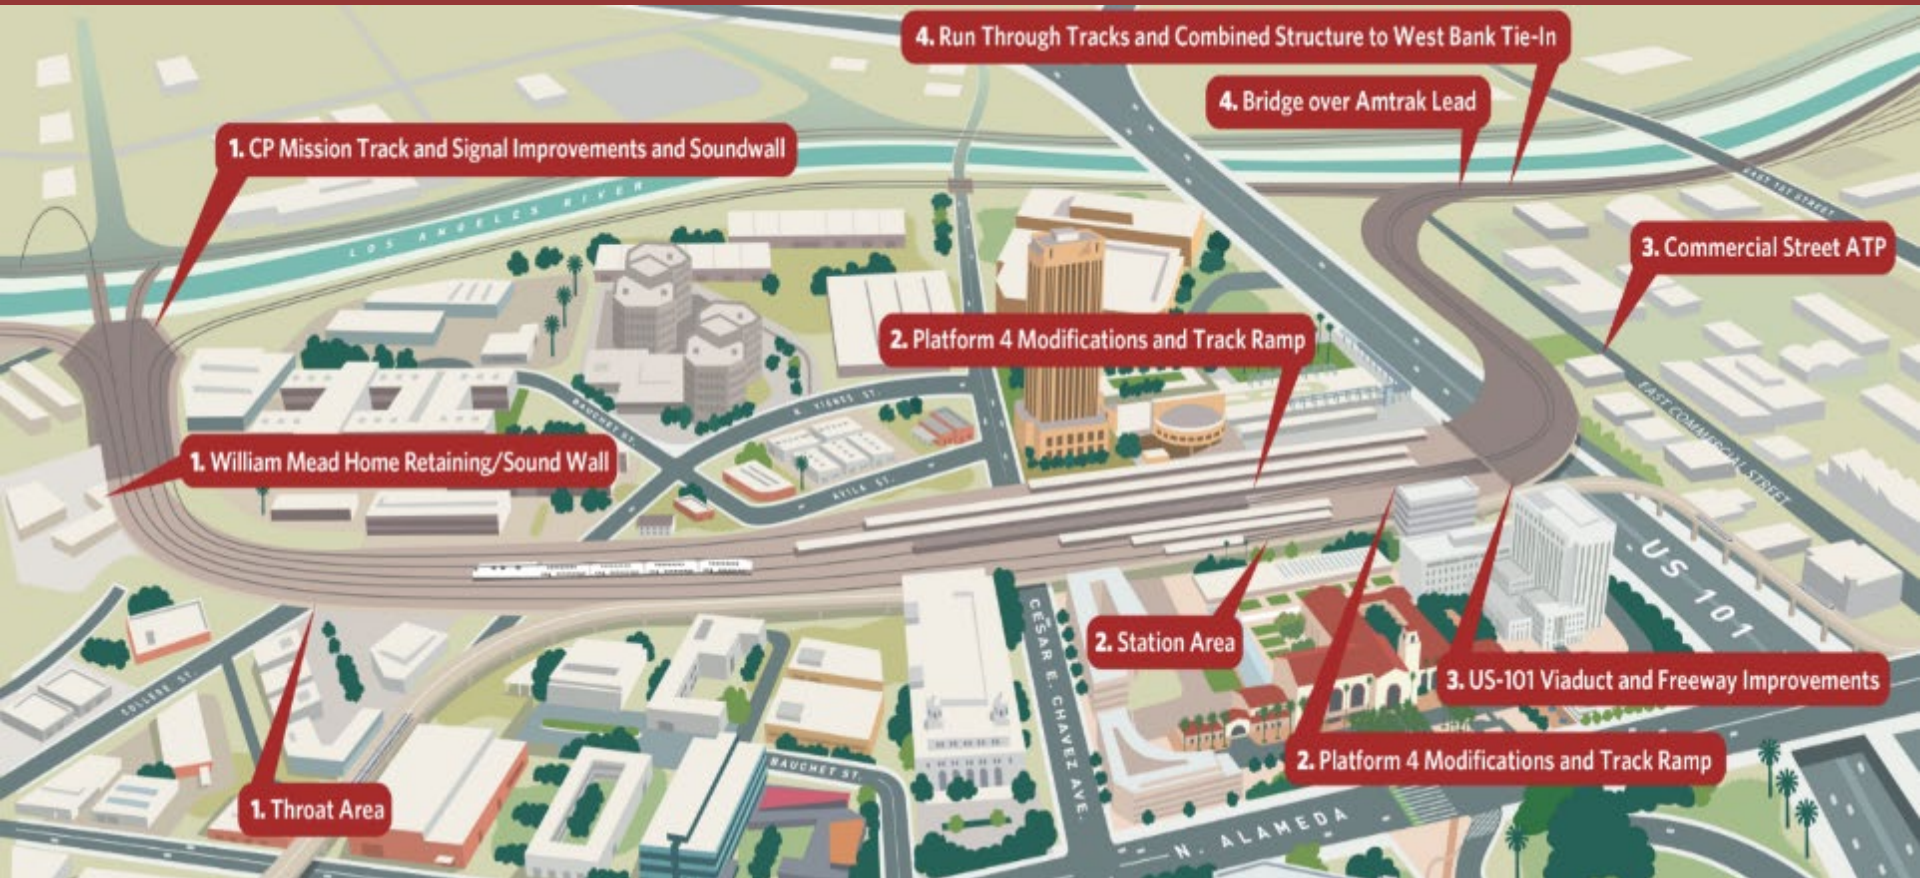 4. Run Through Tracks and Combined Structure to West Bank Tie-In
4. Bridge over Amtrak Lead
1. CP Mission Track and Signal Improvements and Soundwall
LOS ANGELES RIVER
EAST 1ST STREET
3. Commercial Street ATP
2. Platform 4 Modifications and Track Ramp
BAUCHET ST.
N. VIGNES ST.
EAST COMMERCIAL STREET
1. William Mead Home Retaining/Sound Wall
AVILA ST.
US 101
CESAR E. CHAVEZ AVE.
2. Station Area
COLLEGE ST.
3. US-101 Viaduct and Freeway Improvements
2. Platform 4 Modifications and Track Ramp
BAUCHET ST.
1. Throat Area
N. ALAMEDA